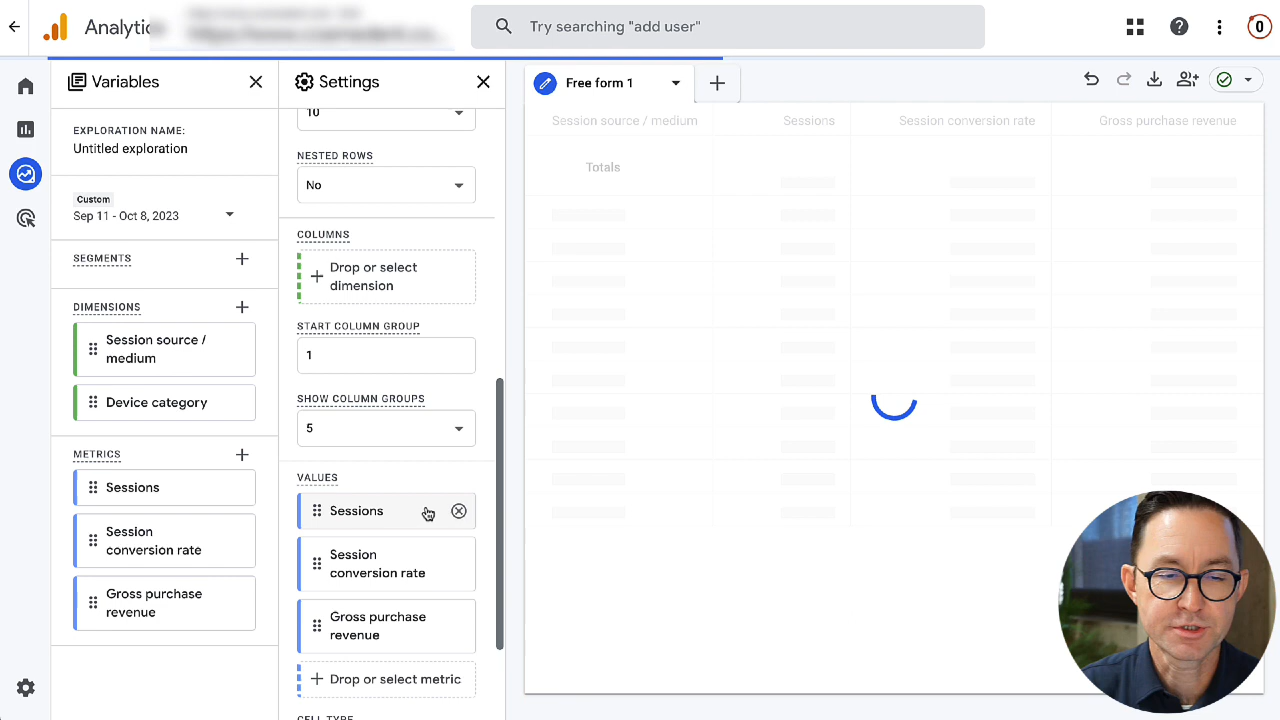 Analytic
Try searching "add user"
0
Variables
EXPLORATION NAME:
Untitled exploration
Custom
Sep 11 - Oct 8, 2023
SEGMENTS
DIMENSIONS
Session source /
medium
Device category
METRICS
Sessions
Session
conversion rate
Gross purchase
revenue
Settings
10
NESTED ROWS
No
COLUMNS
Drop or select
dimension
START COLUMN GROUP
1
SHOW COLUMN GROUPS
5
VALUES
Sessions
Session
conversion rate
Gross purchase
revenue
Drop or select metric
CELL TYPE
Free form 1
Session source / medium Sessions Session conversion rate Gross purchase revenue
Totals